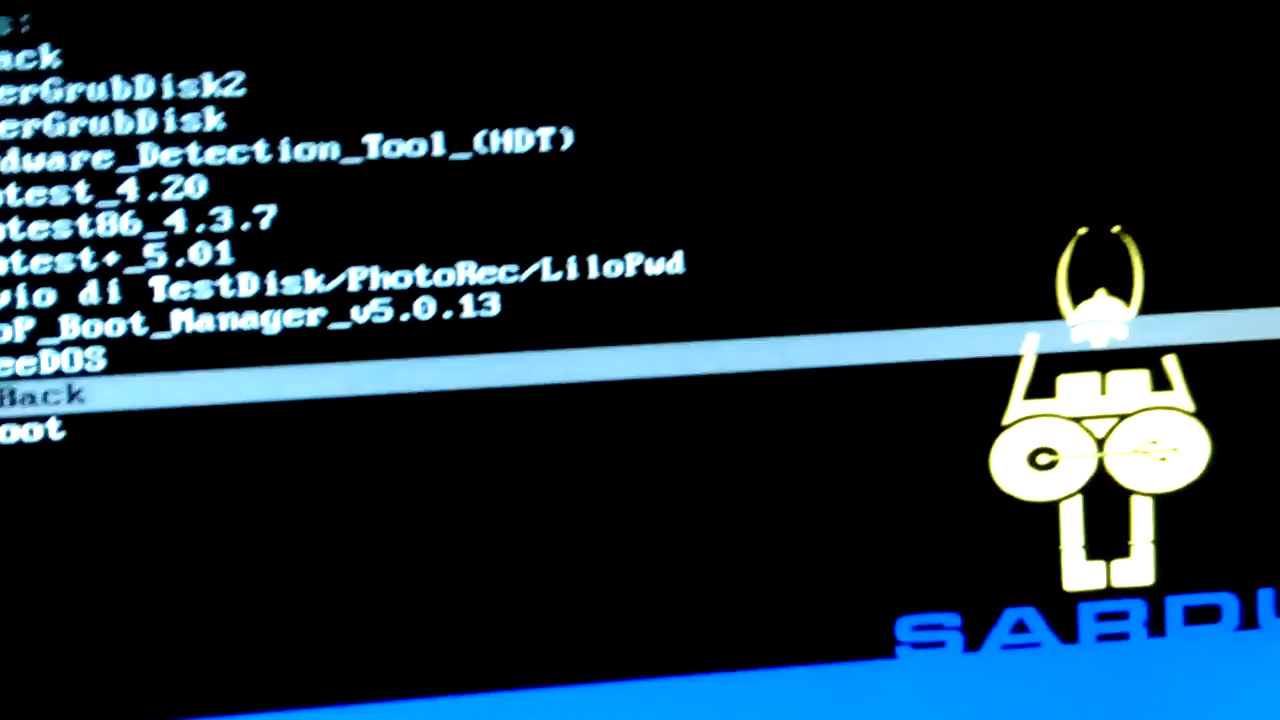 s:
ack
erGrubDisk2
erGrubDisk
dware_Detection_Tool_(HDT)
test_4.20
test86_4.3.7
test+_5.01
vio di TestDisk/PhotoRec/LiloPwd
oP_Boot_Manager_v5.0.13
eeDOS
Back
oot
SARDU